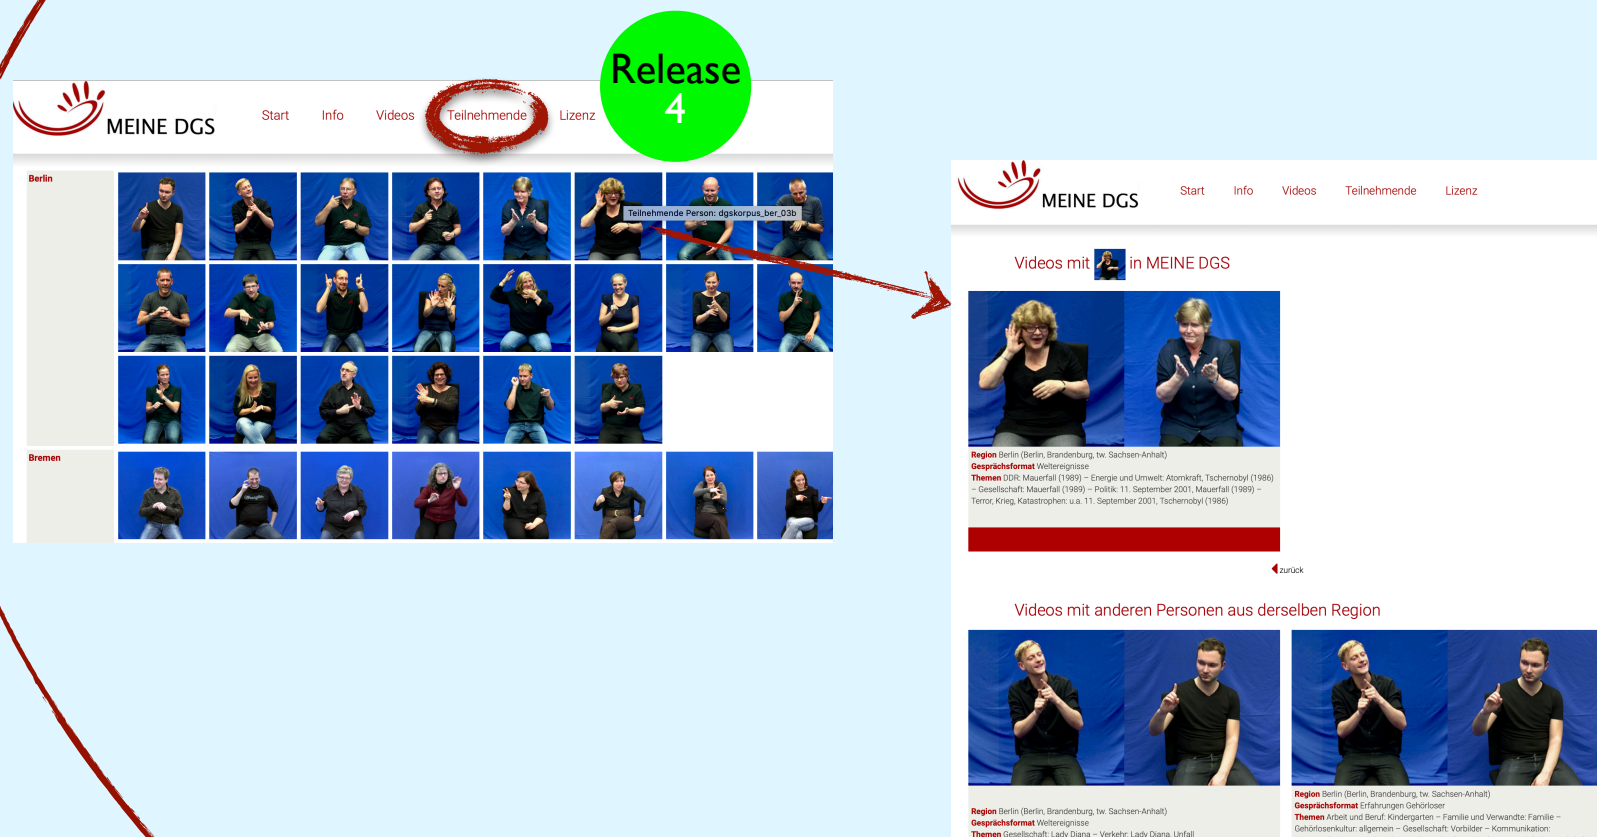 Release
4
MEINE DGS
Start Info Videos Teilnehmende Lizenz
Berlin
Teilnehmende Person: dgskorpus_ber_03b
Bremen
MEINE DGS
Start Info Videos Teilnehmende Lizenz
Videos mit in MEINE DGS
Region Berlin (Berlin, Brandenburg, tw. Sachsen-Anhalt)
Gesprächsformat Weltereignisse
Themen DDR: Mauerfall (1989) – Energie und Umwelt: Atomkraft, Tschernobyl (1986)
– Gesellschaft: Mauerfall (1989) – Politik: 11. September 2001, Mauerfall (1989) –
Terror, Krieg, Katastrophen: u.a. 11. September 2001, Tschernobyl (1986)
zurück
Videos mit anderen Personen aus derselben Region
Region Berlin (Berlin, Brandenburg, tw. Sachsen-Anhalt)
Gesprächsformat Weltereignisse
Themen Gesellschaft: Lady Diana – Verkehr: Lady Diana, Unfall
Region Berlin (Berlin, Brandenburg, tw. Sachsen-Anhalt)
Gesprächsformat Erfahrungen Gehörloser
Themen Arbeit und Beruf: Kindergarten – Familie und Verwandte: Familie –
Gehörlosenkultur: allgemein – Gesellschaft: Vorbilder – Kommunikation: